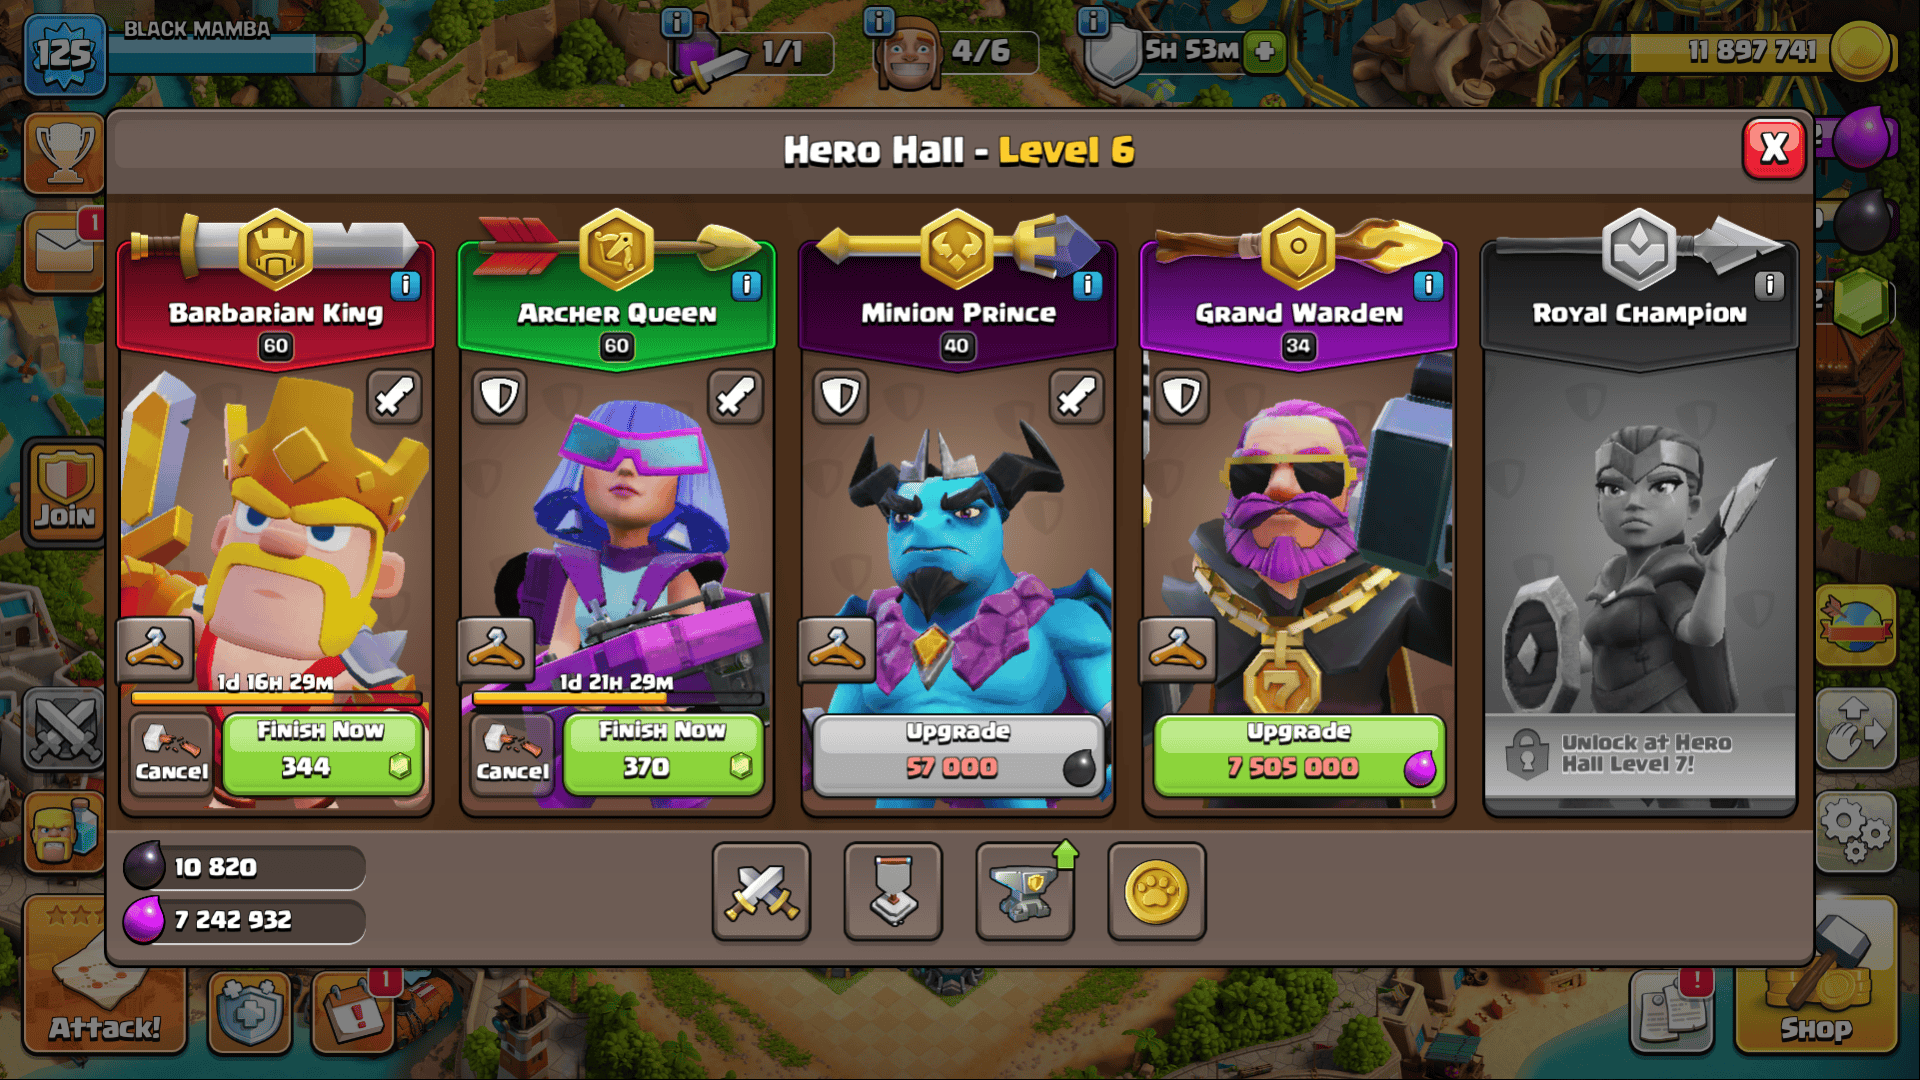 125
BLACK MAMBA
1/1
4/6
5H 53M
11 897 741
Hero Hall - Level 6
X
1
Barbarian King
60
Archer Queen
60
Minion Prince
40
Grand Warden
34
Royal Champion
Join
7
1d 16H 29M
1d 21H 29M
Cancel
Finish Now
344
Cancel
Finish Now
370
Upgrade
57 000
Upgrade
7 505 000
Unlock at Hero
Hall Level 7!
10 820
7 242 932
Attack!
1
!
Shop